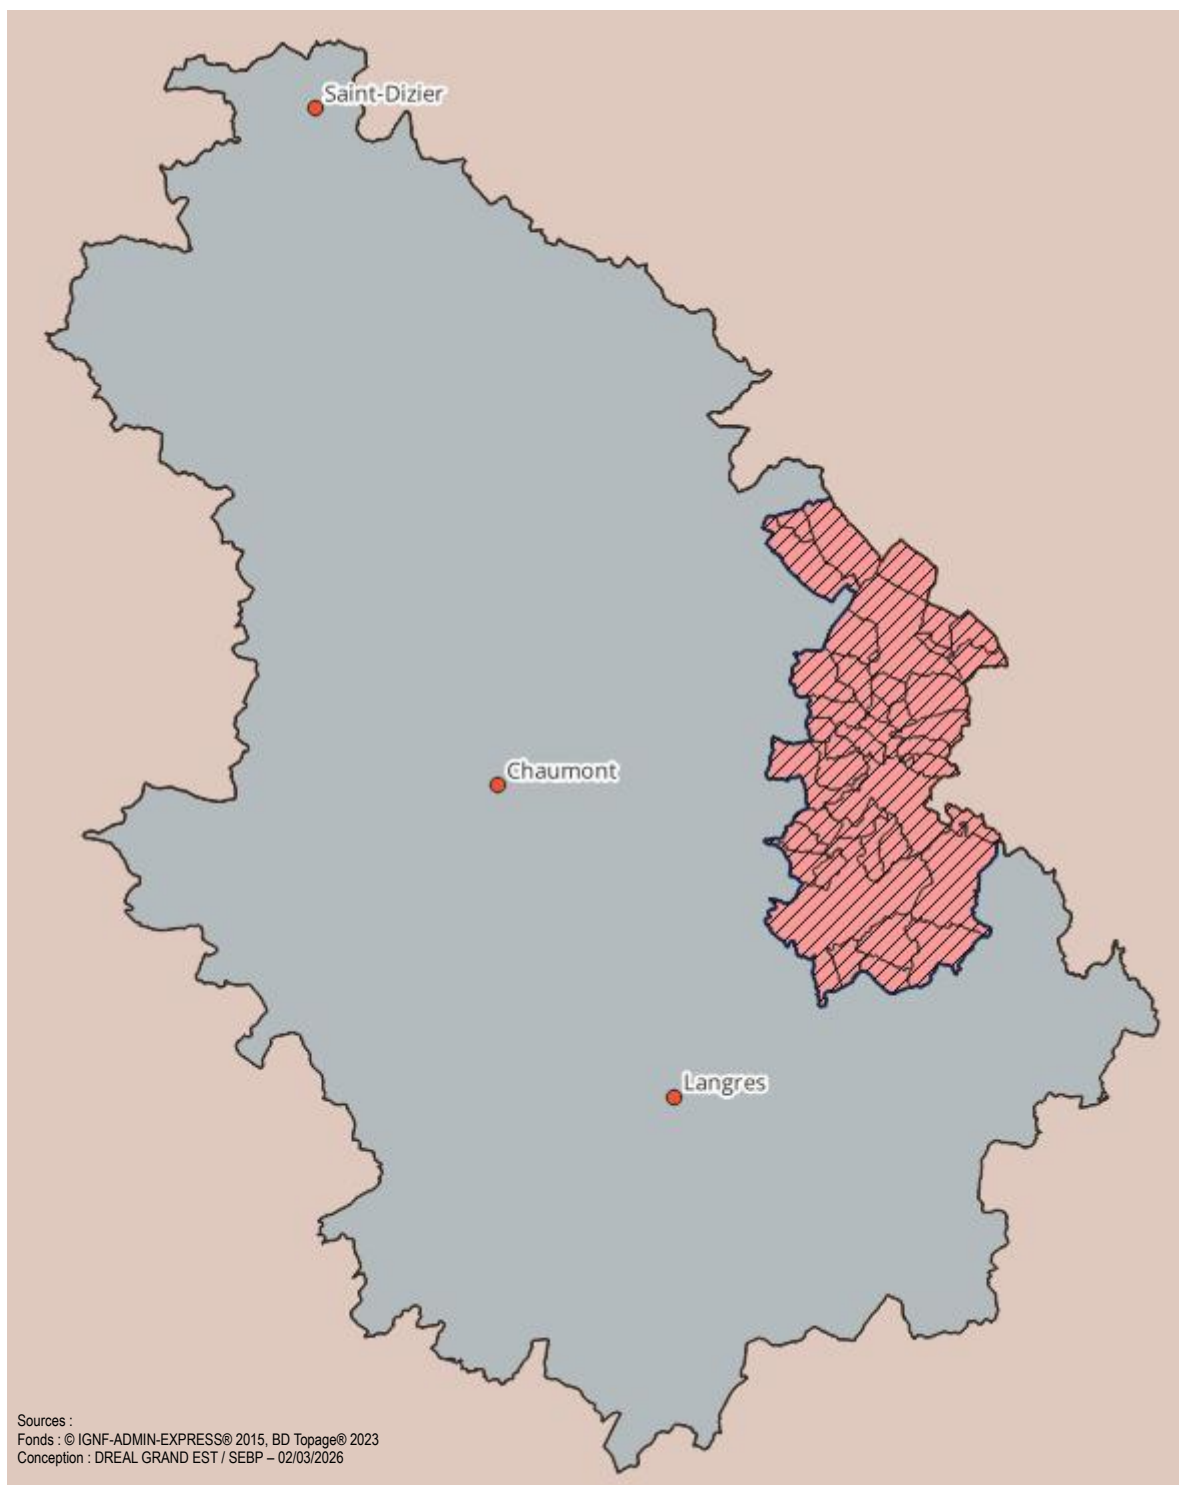 Saint-Dizier
Chaumont
Langres
Sources :
Fonds : © IGNF-ADMIN-EXPRESS® 2015, BD Topage® 2023
Conception : DREAL GRAND EST / SEBP – 02/03/2026